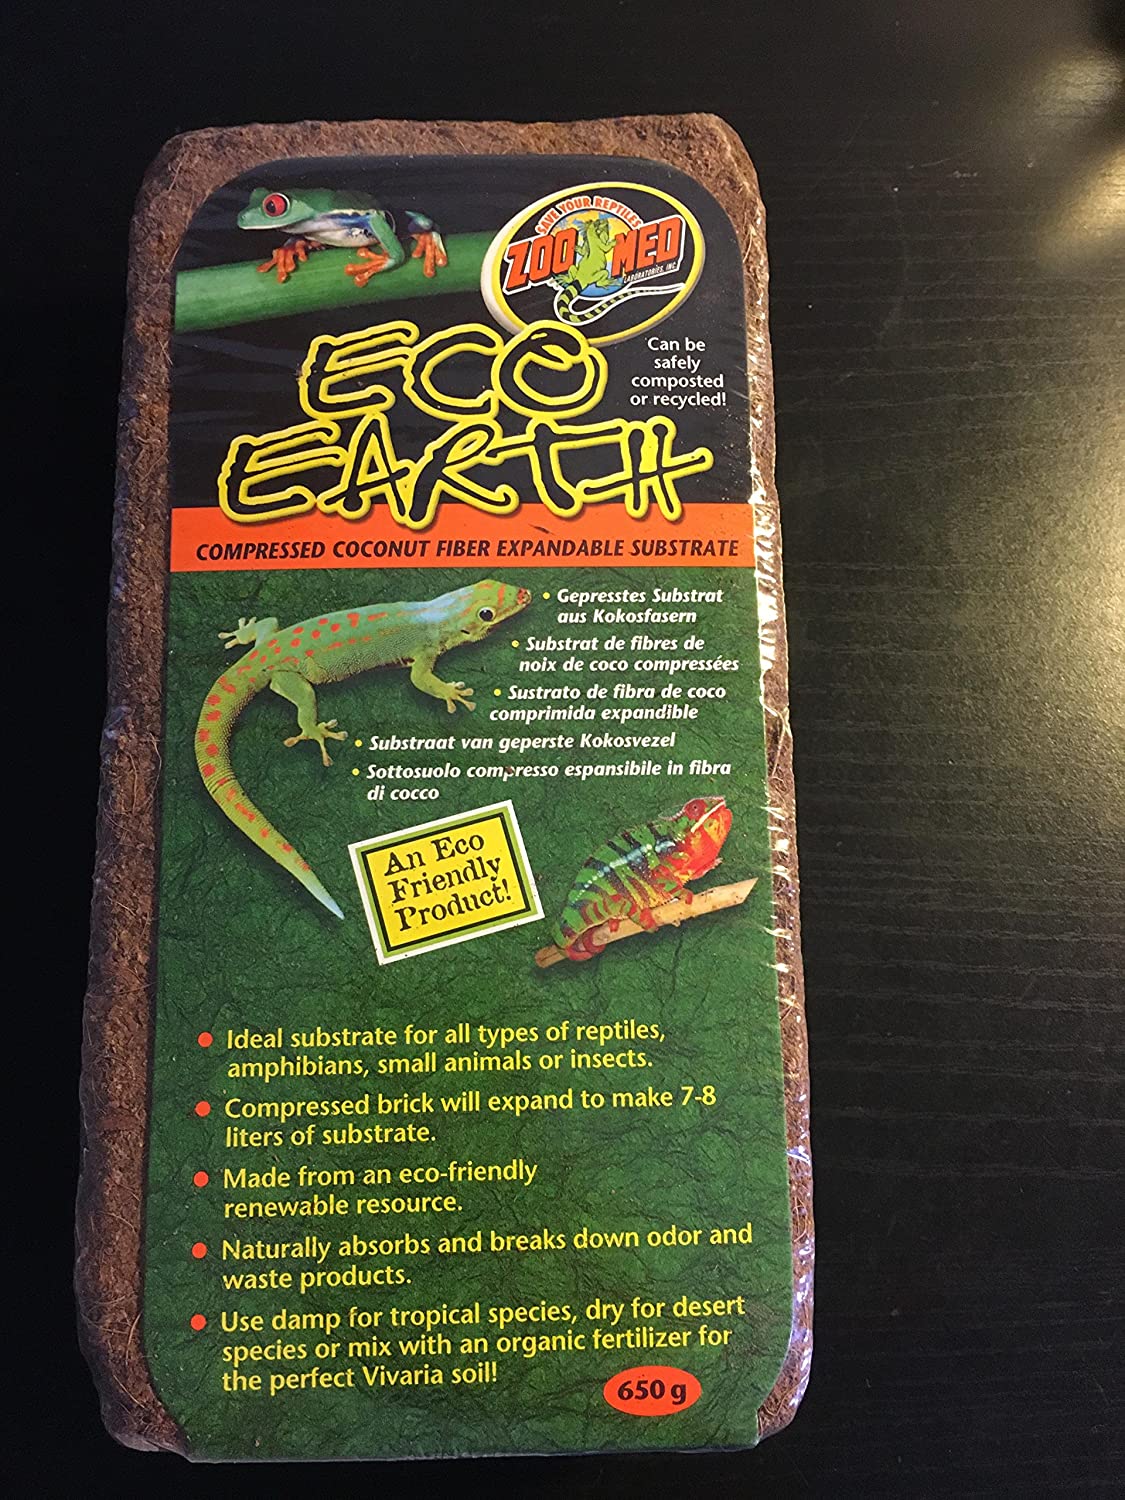 SAVE YOUR REPTILES
ZOO MED
LABORATORIES, INC.
Can be
safely
composted
or recycled!
ECO
EARTH
COMPRESSED COCONUT FIBER EXPANDABLE SUBSTRATE
• Gepresstes Substrat
aus Kokosfasern
• Substrat de fibres de
noix de coco compressées
• Sustrato de fibra de coco
comprimida expandible
• Substraat van geperste Kokosvezel
• Sottosuolo compresso espansibile in fibra
di cocco
An Eco
Friendly
Product!
• Ideal substrate for all types of reptiles,
amphibians, small animals or insects.
• Compressed brick will expand to make 7-8
liters of substrate.
• Made from an eco-friendly
renewable resource.
• Naturally absorbs and breaks down odor and
waste products.
• Use damp for tropical species, dry for desert
species or mix with an organic fertilizer for
the perfect Vivaria soil!
650 g